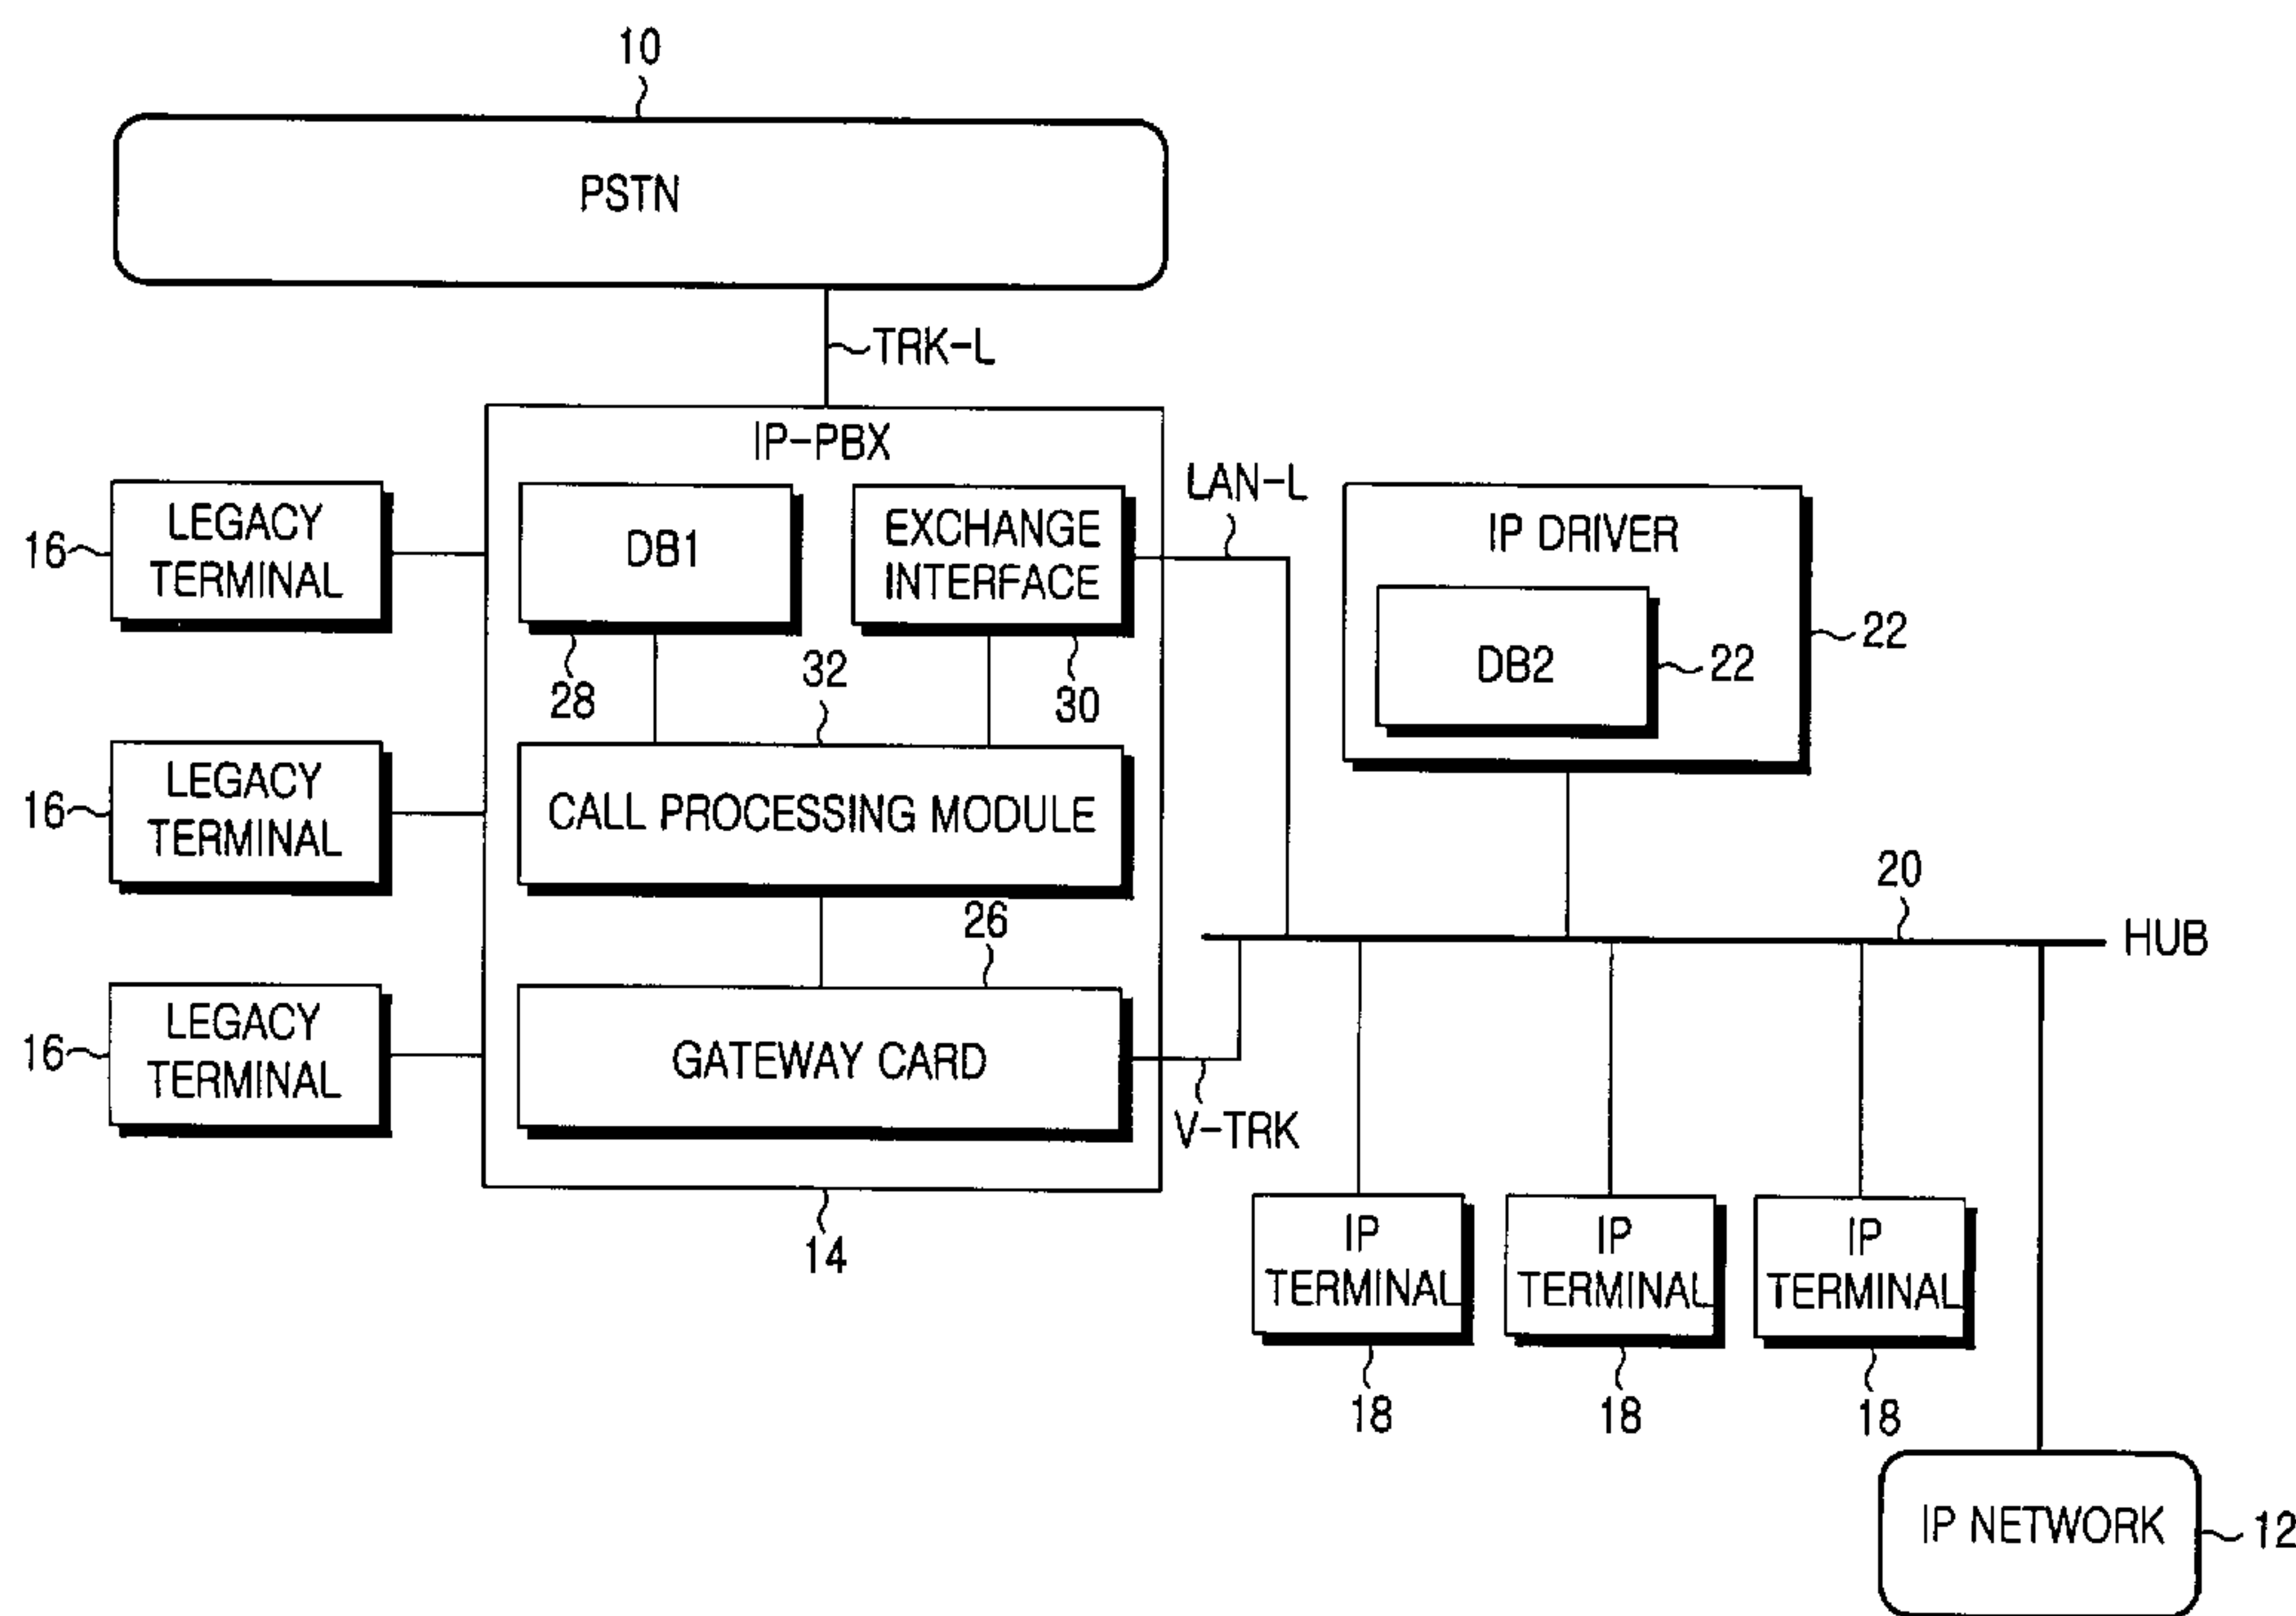 10
PSTN
TRK-L
IP-PBX
LEGACY
TERMINAL
16
DB1
28
EXCHANGE
INTERFACE
30
LAN-L
IP DRIVER
DB2
22
22
LEGACY
TERMINAL
16
32
CALL PROCESSING MODULE
20
HUB
LEGACY
TERMINAL
16
26
GATEWAY CARD
V-TRK
14
IP
TERMINAL
18
IP
TERMINAL
18
IP
TERMINAL
18
IP NETWORK
12